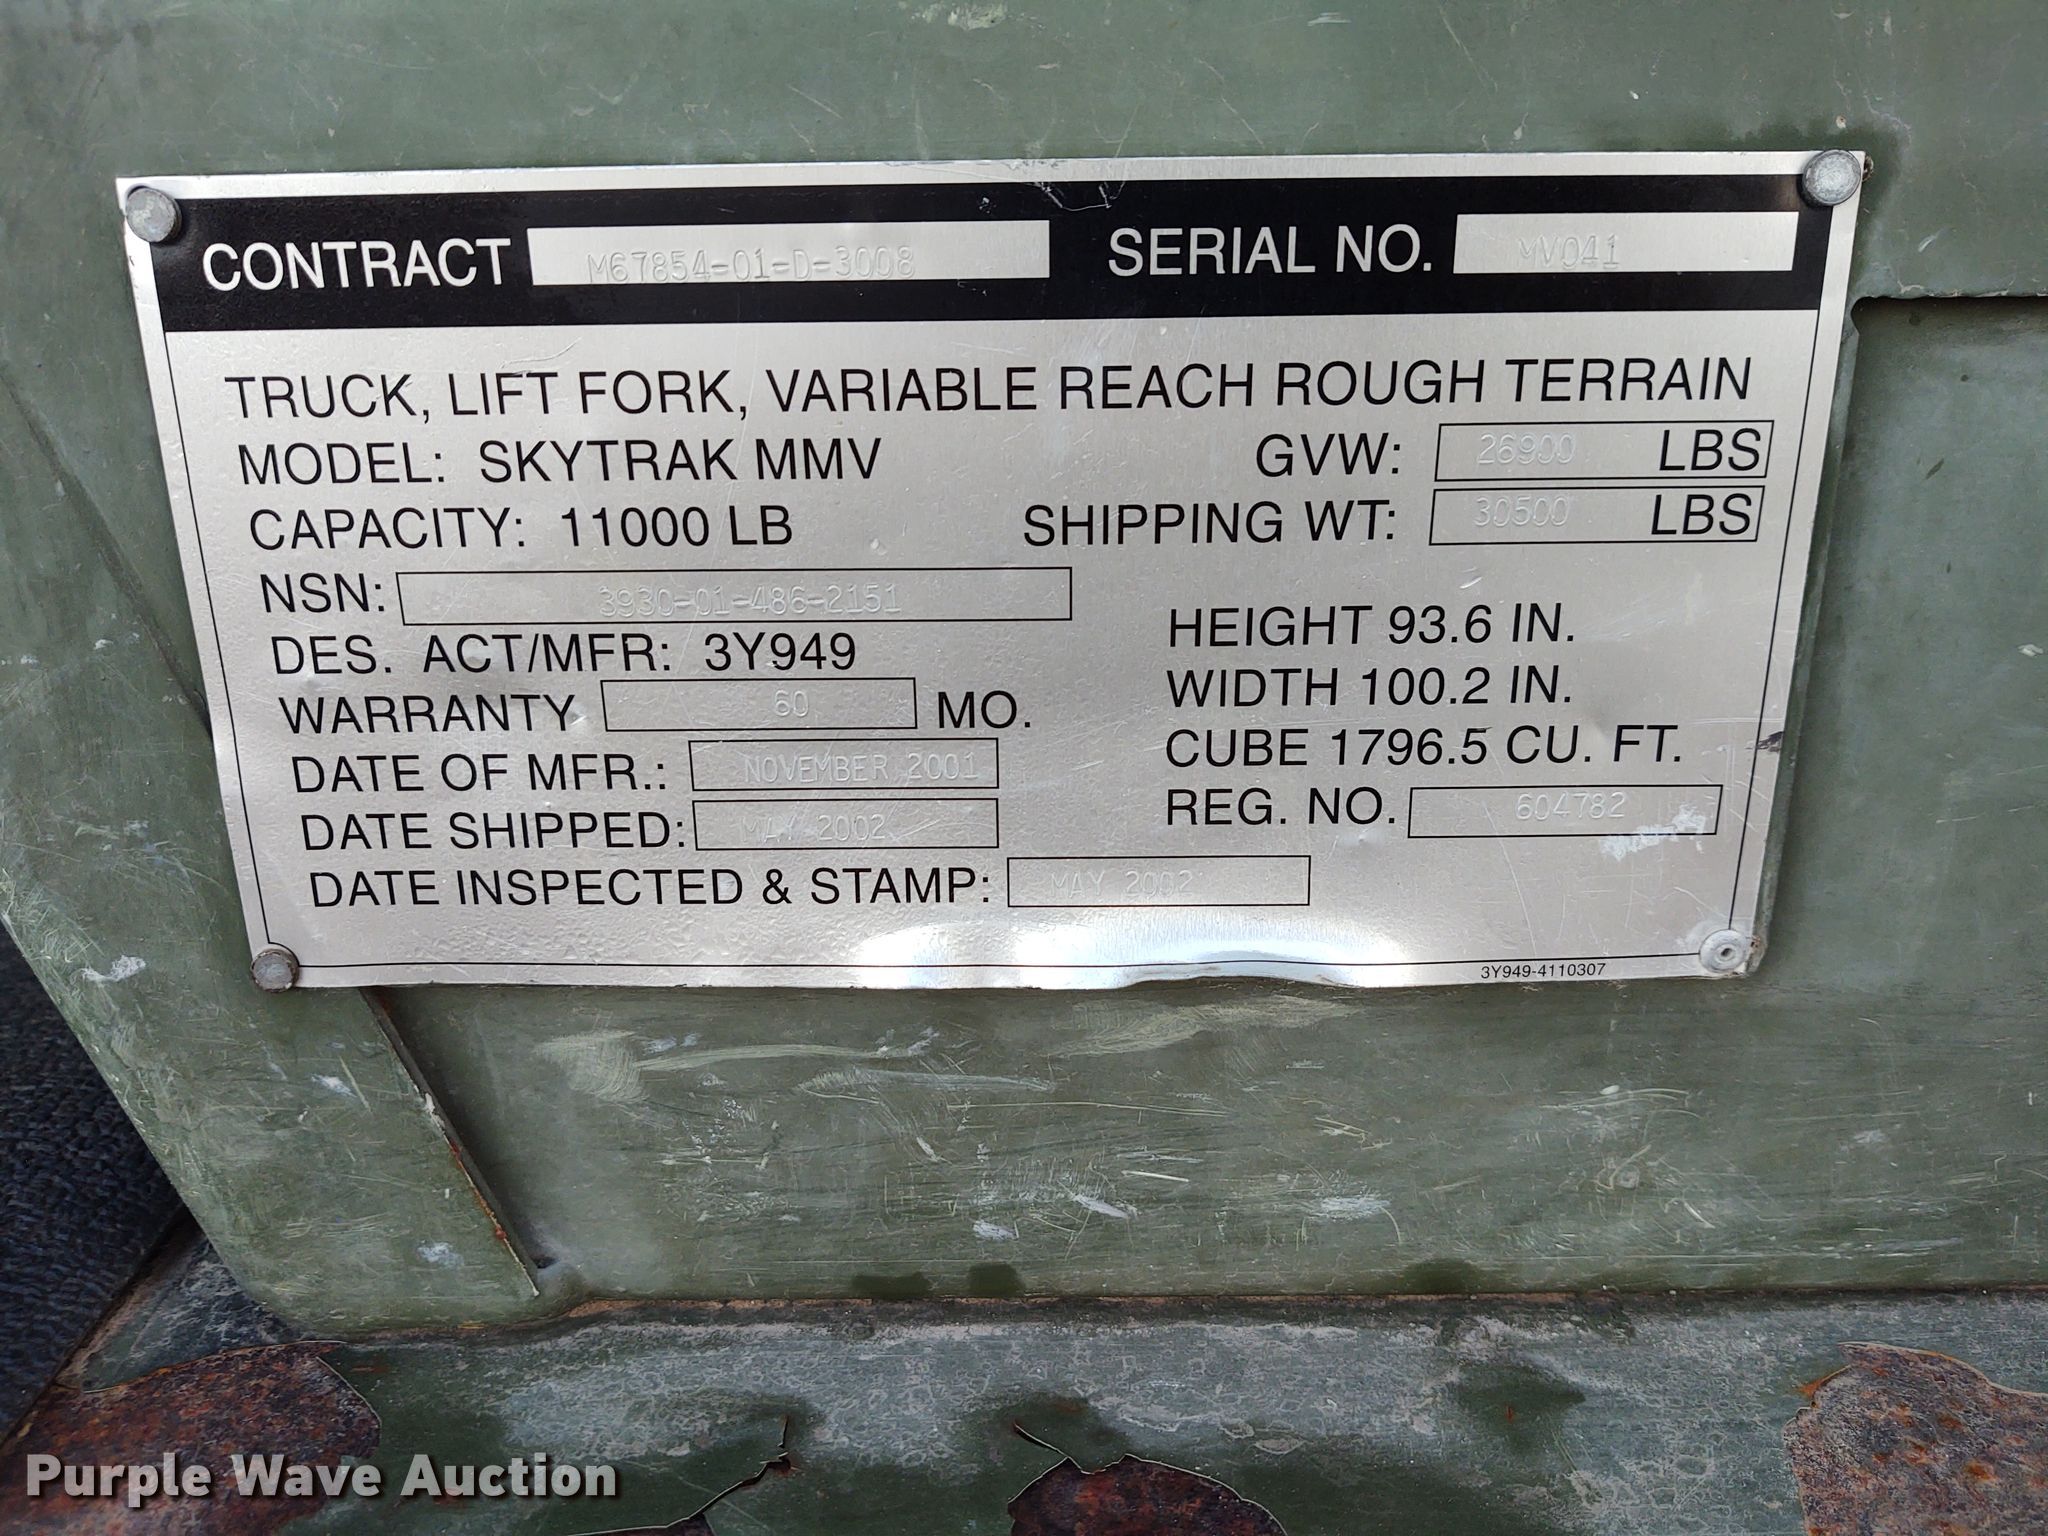 CONTRACT M67854-01-D-3008 SERIAL NO. MV041
TRUCK, LIFT FORK, VARIABLE REACH ROUGH TERRAIN
MODEL: SKYTRAK MMV GVW: 26900 LBS
CAPACITY: 11000 LB SHIPPING WT: 30500 LBS
NSN: 3930-01-486-2151
DES. ACT/MFR: 3Y949
WARRANTY 60 MO.
DATE OF MFR.: NOVEMBER 2001
DATE SHIPPED: MAY 2002
DATE INSPECTED & STAMP: MAY 2002
HEIGHT 93.6 IN.
WIDTH 100.2 IN.
CUBE 1796.5 CU. FT.
REG. NO. 604782
3Y949-4110307
Purple Wave Auction